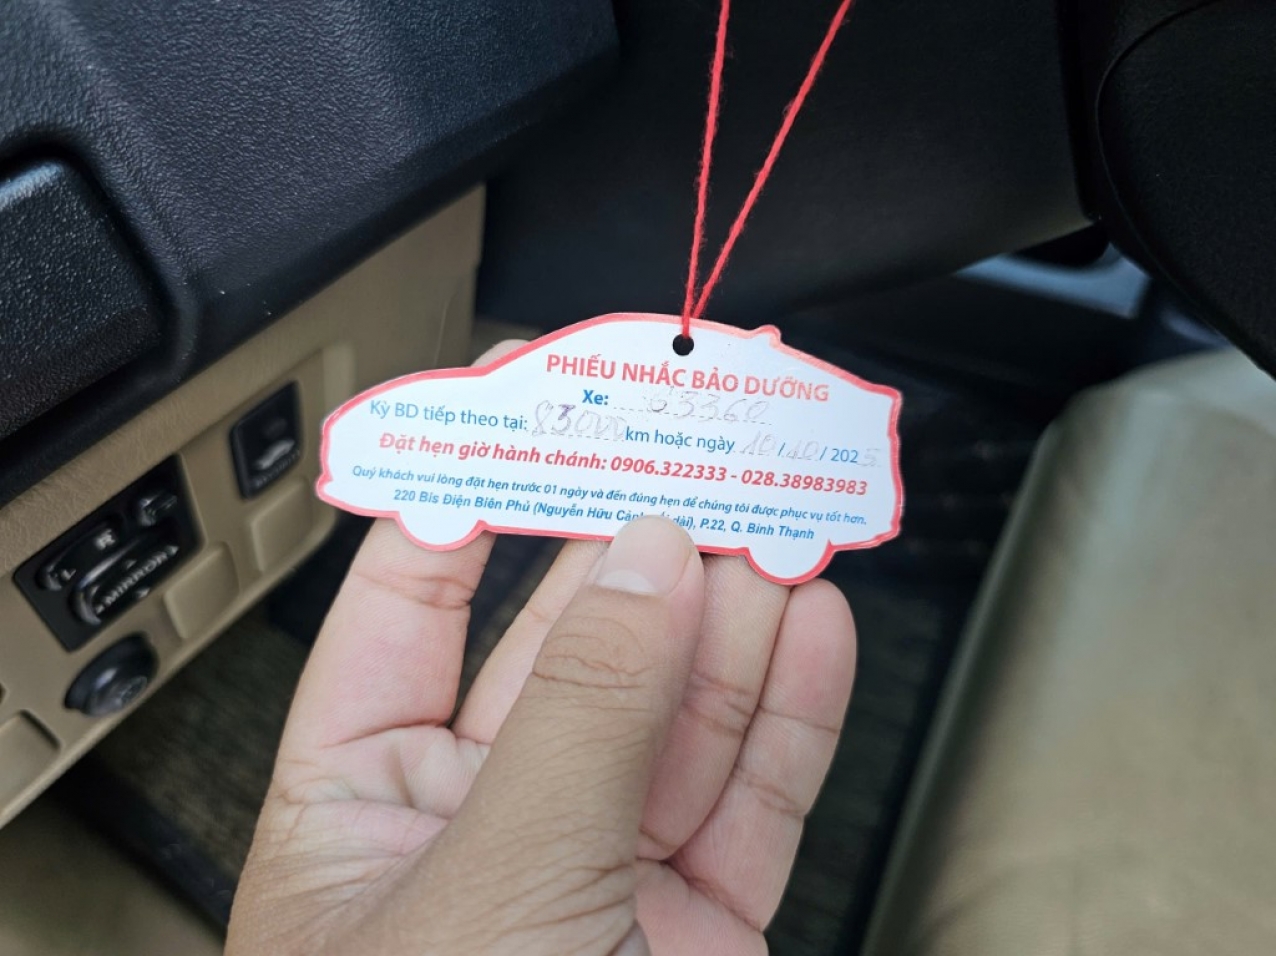 PHIẾU NHẮC BẢO DƯỠNG
Xe: 63360
Kỳ BD tiếp theo tại: 83000 km hoặc ngày 10/10/2025
Đặt hẹn giờ hành chánh: 0906.322333 - 028.38983983
Quý khách vui lòng đặt hẹn trước 01 ngày và đến đúng hẹn để chúng tôi được phục vụ tốt hơn.
220 Bis Điện Biên Phủ (Nguyễn Hữu dài), P.22, Q. Bình Thạnh
R
L
MIRROR